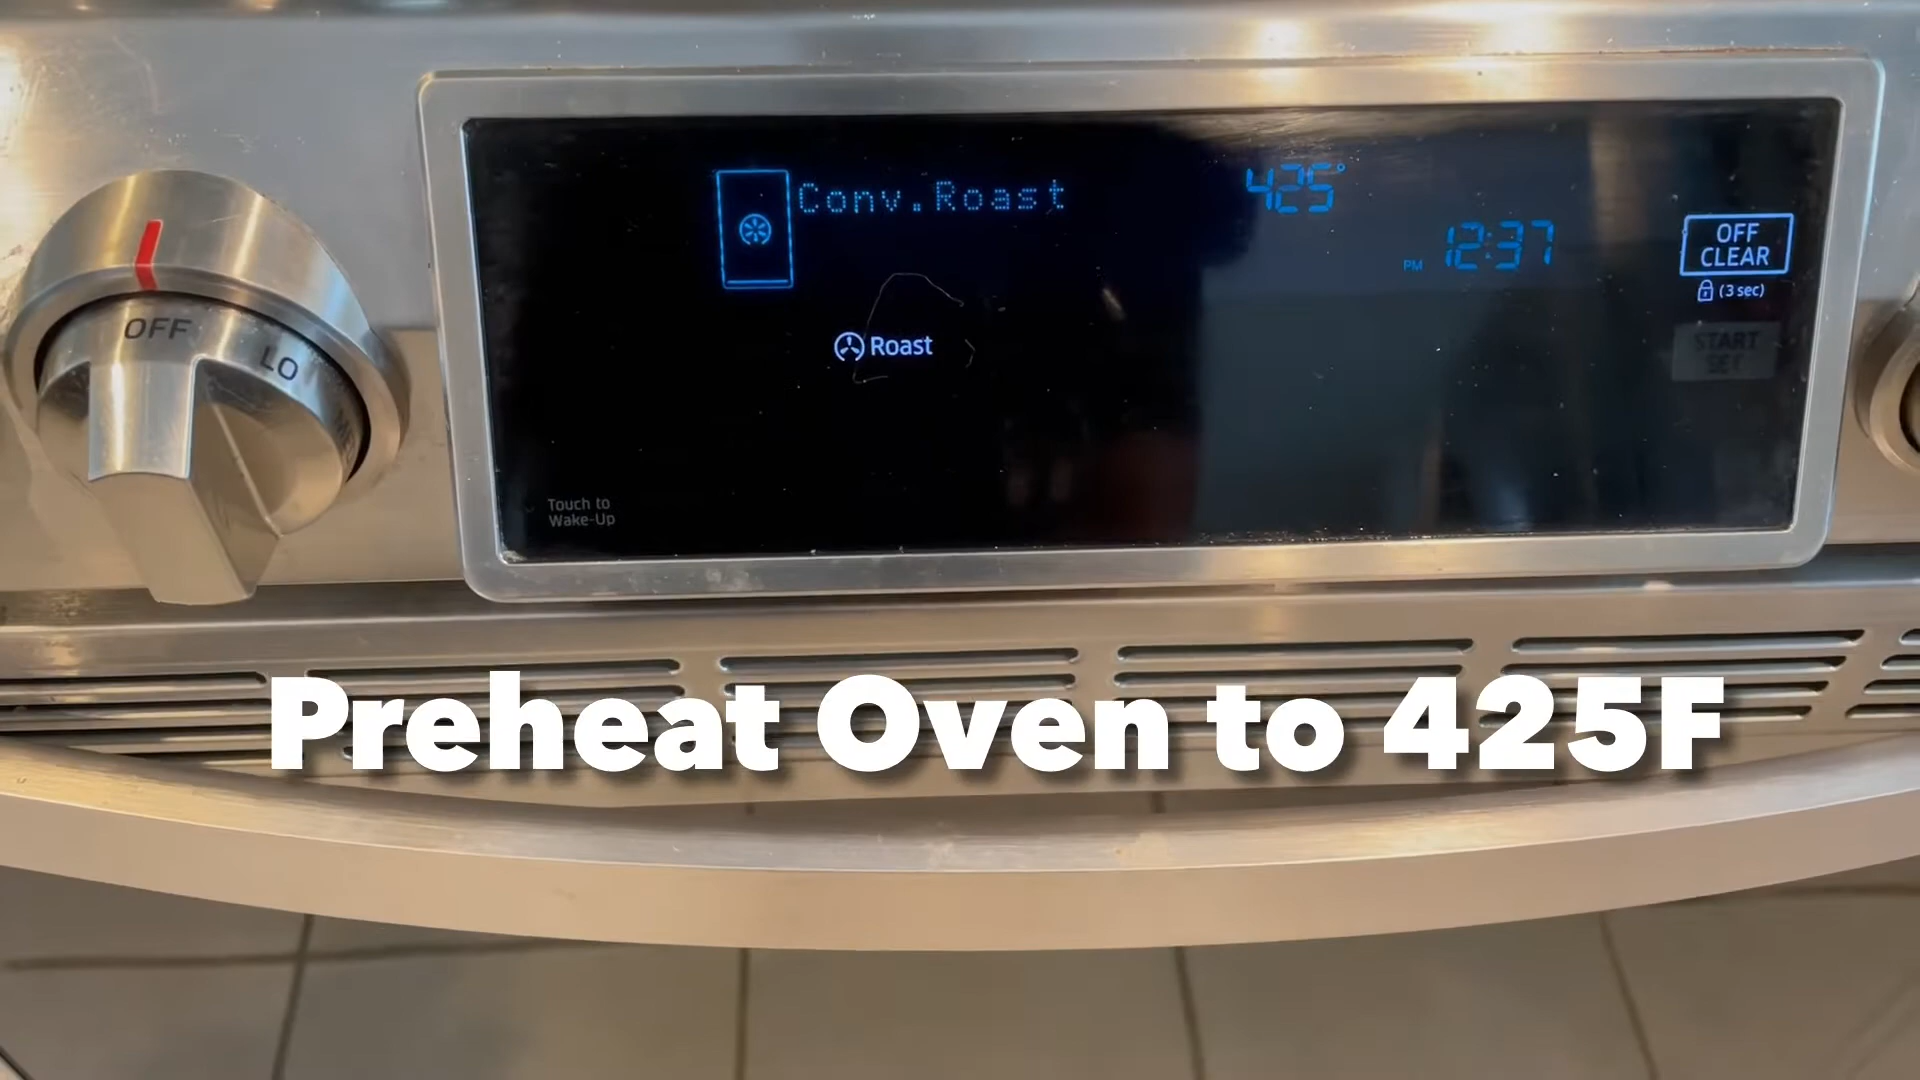 Conv.Roast
425°
PM 12:37
OFF
CLEAR
(3 sec)
START
SET
Roast
OFF
LO
Touch to
Wake-Up
Preheat Oven to 425F